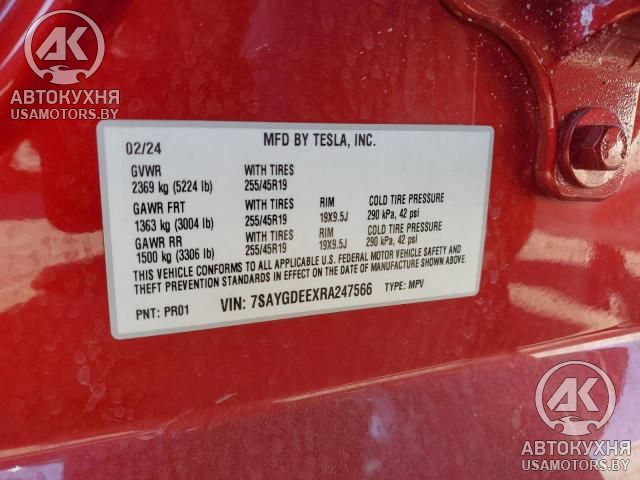 АК
АВТОКУХНЯ
USAMOTORS.BY
02/24 MFD BY TESLA, INC.
GVWR WITH TIRES
2369 kg (5224 lb) 255/45R19
GAWR FRT WITH TIRES RIM COLD TIRE PRESSURE
1363 kg (3004 lb) 255/45R19 19X9.5J 290 kPa, 42 psi
GAWR RR WITH TIRES RIM COLD TIRE PRESSURE
1500 kg (3306 lb) 255/45R19 19X9.5J 290 kPa, 42 psi
THIS VEHICLE CONFORMS TO ALL APPLICABLE U.S. FEDERAL MOTOR VEHICLE SAFETY AND
THEFT PREVENTION STANDARDS IN EFFECT ON THE DATE OF MANUFACTURE SHOWN ABOVE.
PNT: PR01 VIN: 7SAYGDEEXRA247566 TYPE: MPV
АК
АВТОКУХНЯ
USAMOTORS.BY